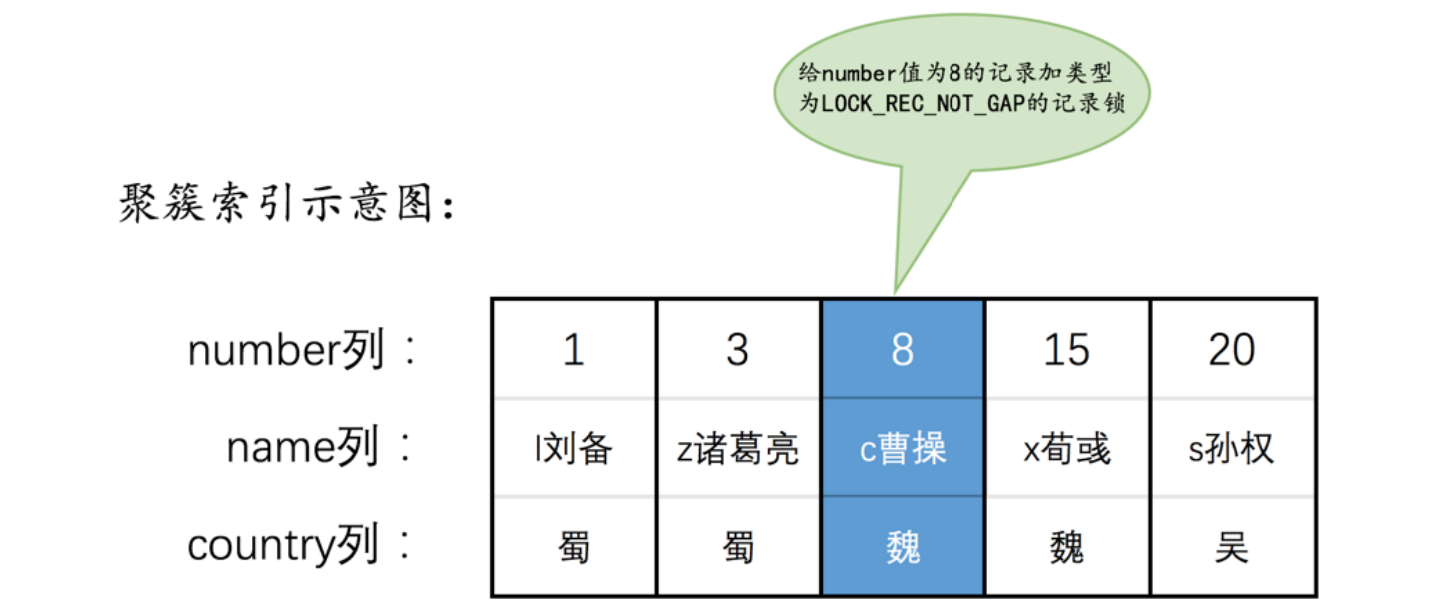 给number值为8的记录加类型
为LOCK_REC_NOT_GAP的记录锁
聚簇索引示意图：
number列： 1 3 8 15 20
name列： l刘备 z诸葛亮 c曹操 x荀彧 s孙权
country列： 蜀 蜀 魏 魏 吴